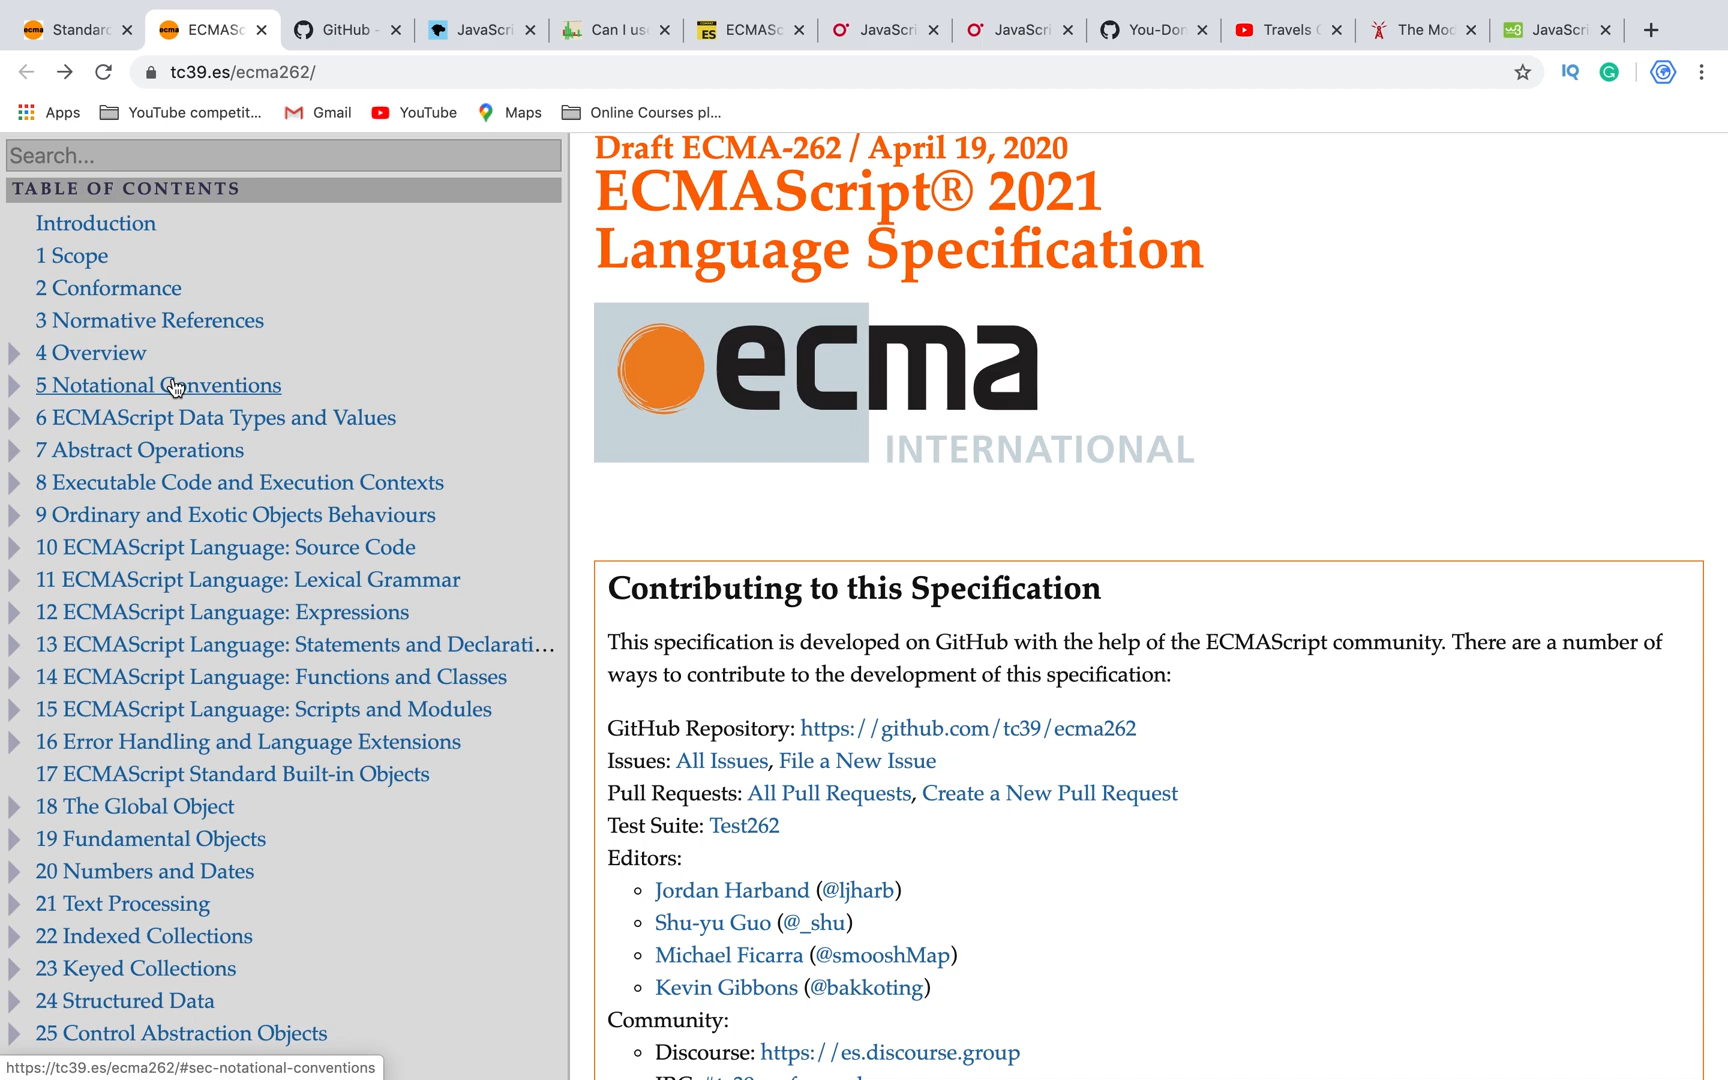 Standarc
ECMASc
GitHub -
JavaScri
Can I use
ECMASc
JavaScri
JavaScri
You-Don
Travels
The Moc
JavaScri
tc39.es/ecma262/
IQ
Apps
YouTube competit...
Gmail
YouTube
Maps
Online Courses pl...
Search...
TABLE OF CONTENTS
Introduction
1 Scope
2 Conformance
3 Normative References
4 Overview
5 Notational Conventions
6 ECMAScript Data Types and Values
7 Abstract Operations
8 Executable Code and Execution Contexts
9 Ordinary and Exotic Objects Behaviours
10 ECMAScript Language: Source Code
11 ECMAScript Language: Lexical Grammar
12 ECMAScript Language: Expressions
13 ECMAScript Language: Statements and Declarati...
14 ECMAScript Language: Functions and Classes
15 ECMAScript Language: Scripts and Modules
16 Error Handling and Language Extensions
17 ECMAScript Standard Built-in Objects
18 The Global Object
19 Fundamental Objects
20 Numbers and Dates
21 Text Processing
22 Indexed Collections
23 Keyed Collections
24 Structured Data
25 Control Abstraction Objects
https://tc39.es/ecma262/#sec-notational-conventions
Draft ECMA-262 / April 19, 2020
ECMAScript® 2021
Language Specification
ecma
INTERNATIONAL
Contributing to this Specification
This specification is developed on GitHub with the help of the ECMAScript community. There are a number of
ways to contribute to the development of this specification:
GitHub Repository: https://github.com/tc39/ecma262
Issues: All Issues, File a New Issue
Pull Requests: All Pull Requests, Create a New Pull Request
Test Suite: Test262
Editors:
Jordan Harband (@ljharb)
Shu-yu Guo (@_shu)
Michael Ficarra (@smooshMap)
Kevin Gibbons (@bakkoting)
Community:
Discourse: https://es.discourse.group